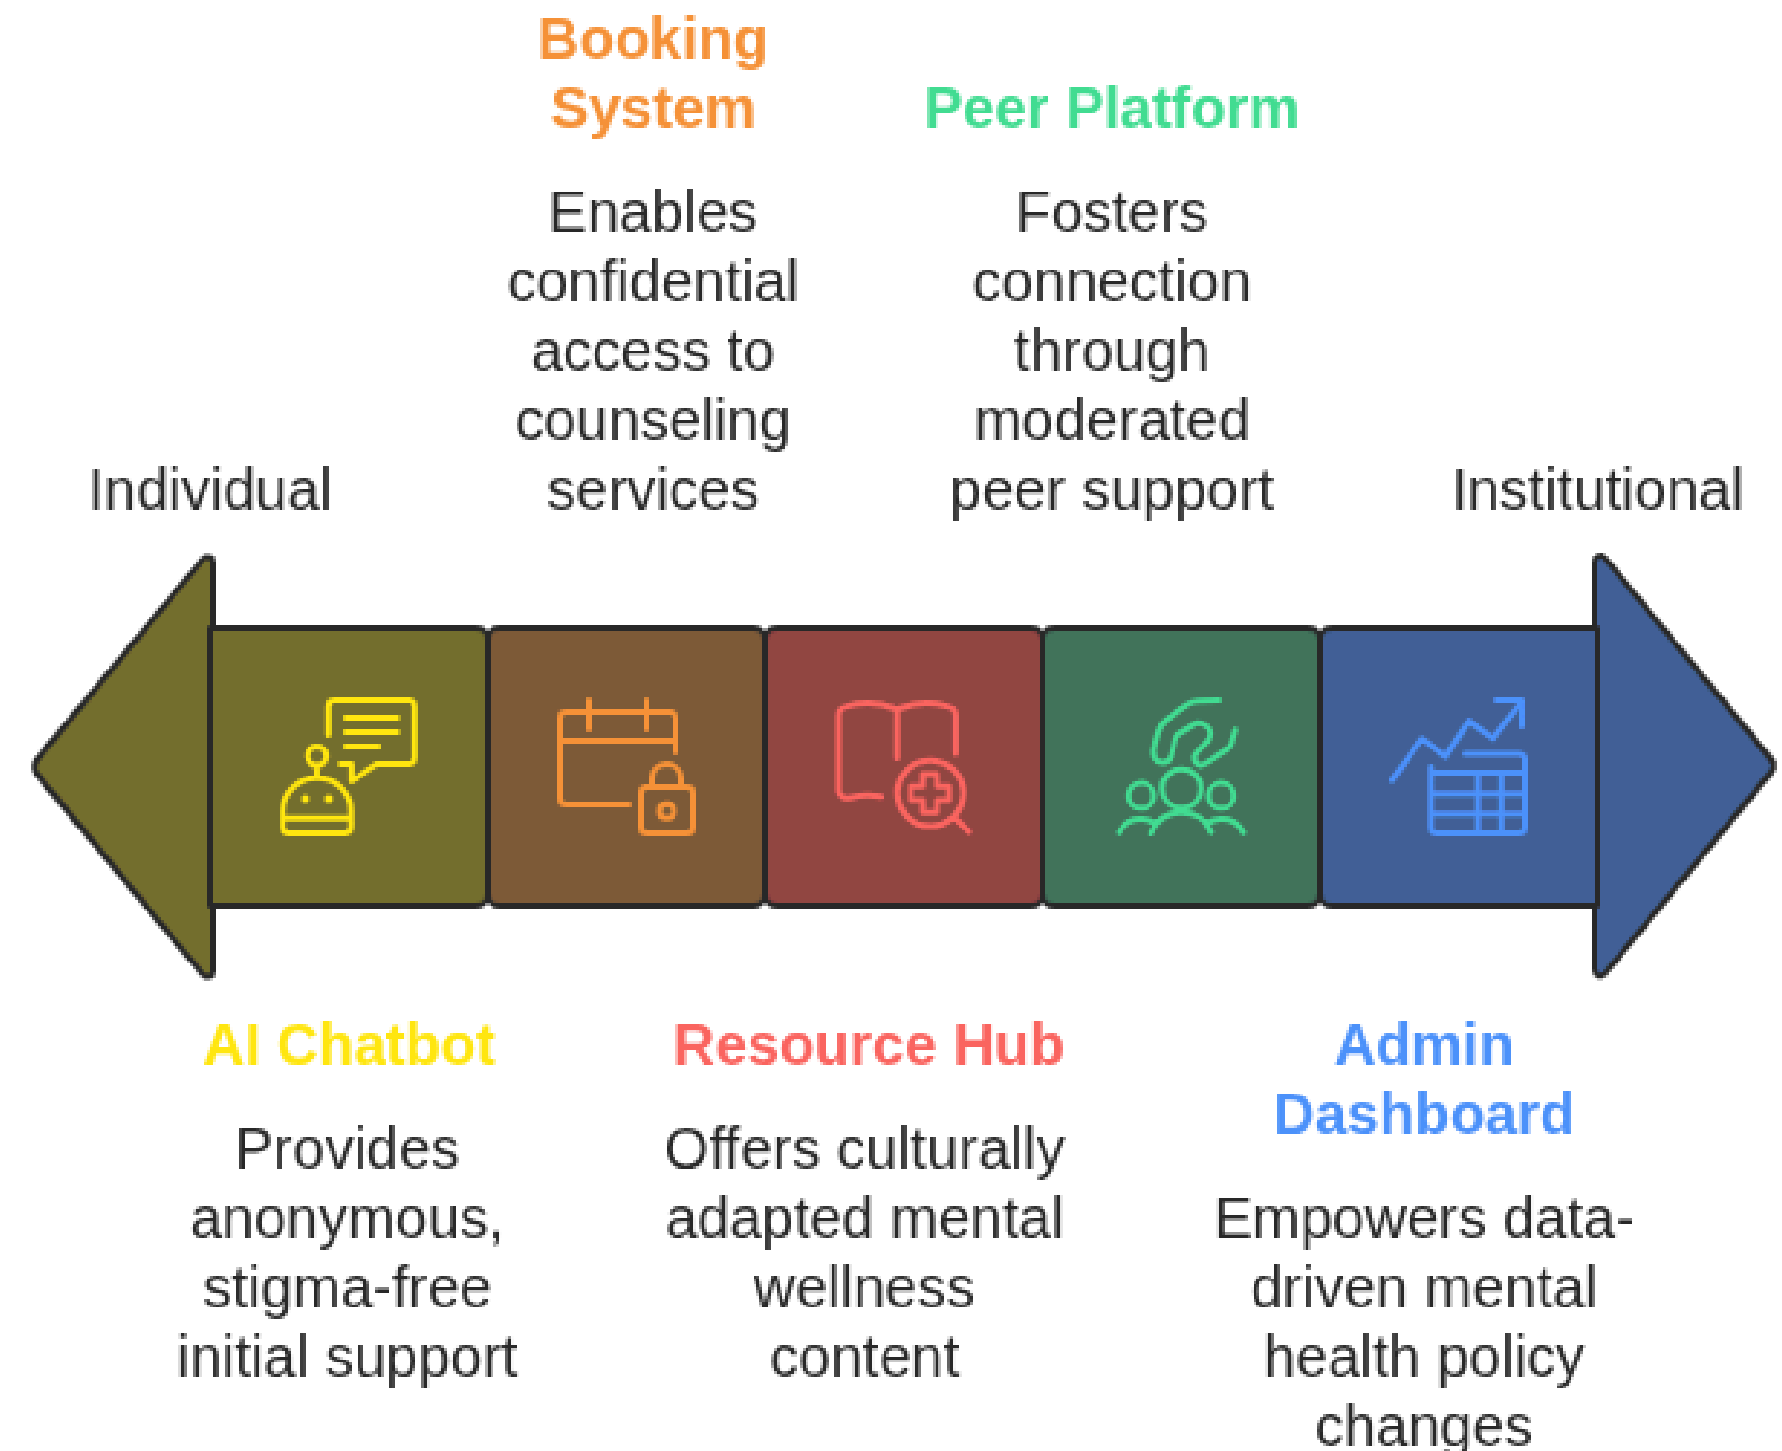 Booking
System
Enables
confidential
access to
counseling
services
Peer Platform
Fosters
connection
through
moderated
peer support
Individual
Institutional
AI Chatbot
Provides
anonymous,
stigma-free
initial support
Resource Hub
Offers culturally
adapted mental
wellness
content
Admin
Dashboard
Empowers data-
driven mental
health policy
changes